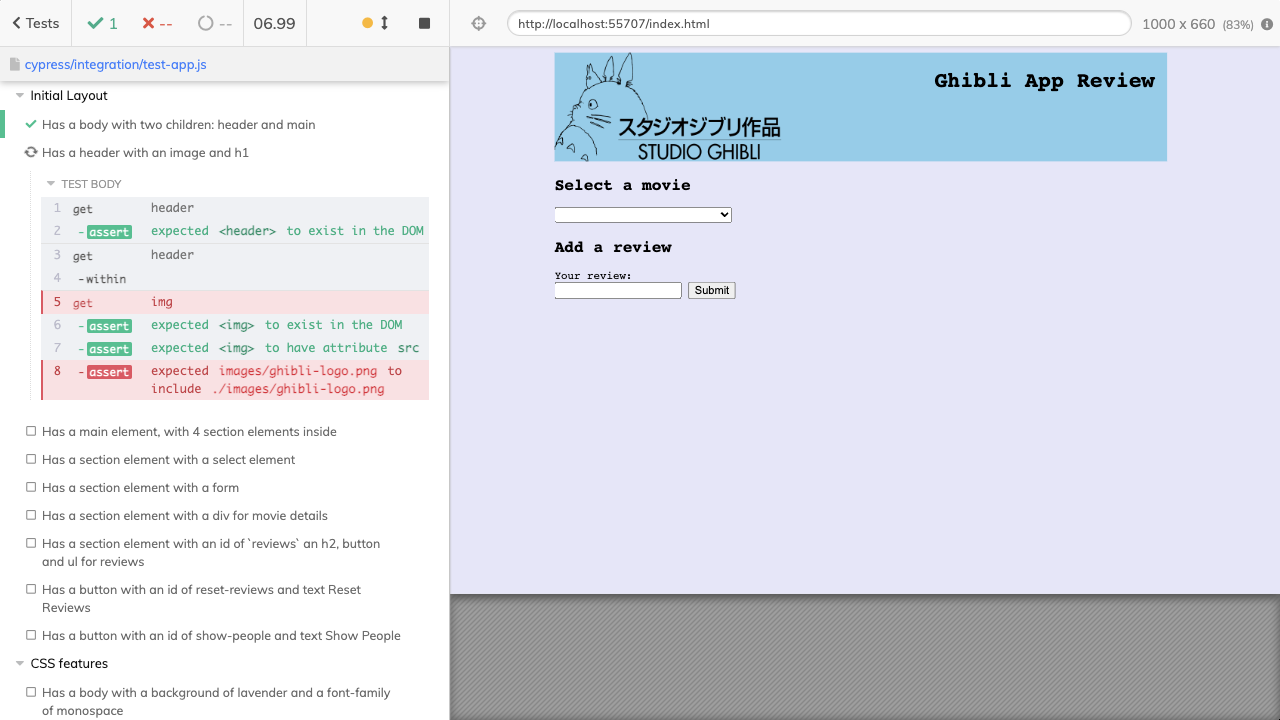 Tests
1
--
--
06.99
http://localhost:55707/index.html
1000 x 660 (83%)
cypress/integration/test-app.js
Initial Layout
Has a body with two children: header and main
Has a header with an image and h1
TEST BODY
1 get header
2 -assert expected <header> to exist in the DOM
3 get header
4 -within
5 get img
6 -assert expected <img> to exist in the DOM
7 -assert expected <img> to have attribute src
8 -assert expected images/ghibli-logo.png to
include ./images/ghibli-logo.png
Has a main element, with 4 section elements inside
Has a section element with a select element
Has a section element with a form
Has a section element with a div for movie details
Has a section element with an id of `reviews` an h2, button
and ul for reviews
Has a button with an id of reset-reviews and text Reset
Reviews
Has a button with an id of show-people and text Show People
CSS features
Has a body with a background of lavender and a font-family
of monospace
Ghibli App Review
スタジオジブリ作品
STUDIO GHIBLI
Select a movie
Add a review
Your review:
Submit